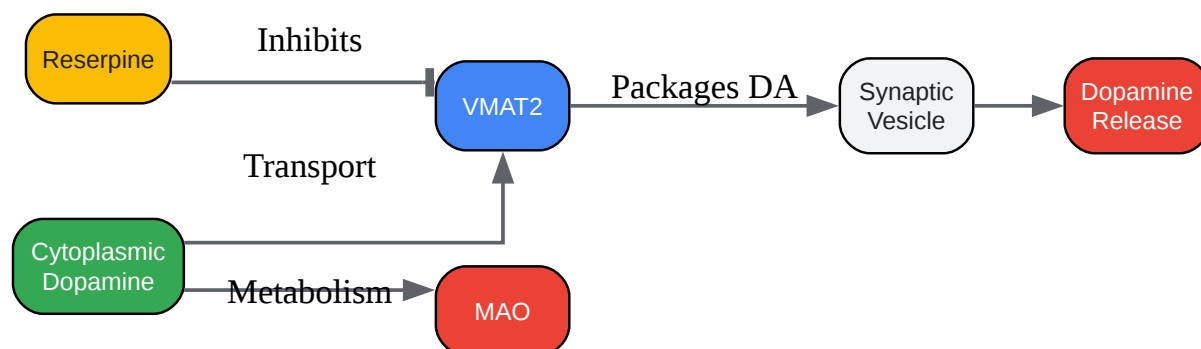 Inhibits
Reserpine
VMAT2
Packages DA
Synaptic
Vesicle
Dopamine
Release
Transport
Cytoplasmic
Dopamine
Metabolism
MAO